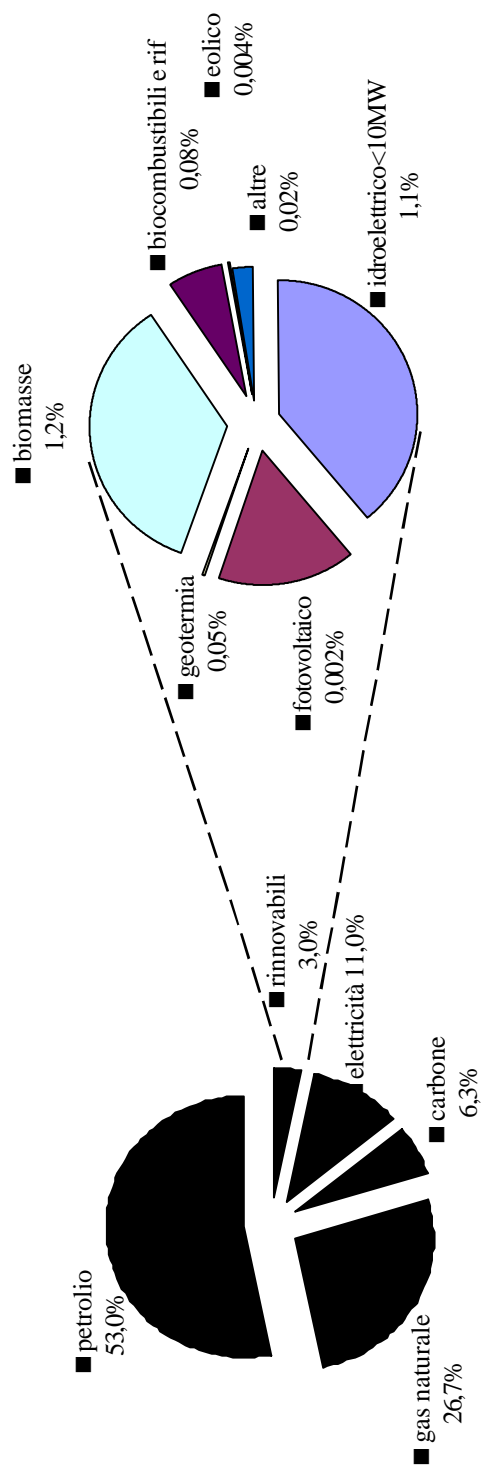 petrolio
53,0%
gas naturale
26,7%
carbone
6,3%
elettricità 11,0%
rinnovabili
3,0%
biomasse
1,2%
biocombustibili e rif
0,08%
eolico
0,004%
altre
0,02%
idroelettrico<10MW
1,1%
fotovoltaico
0,002%
geotermia
0,05%